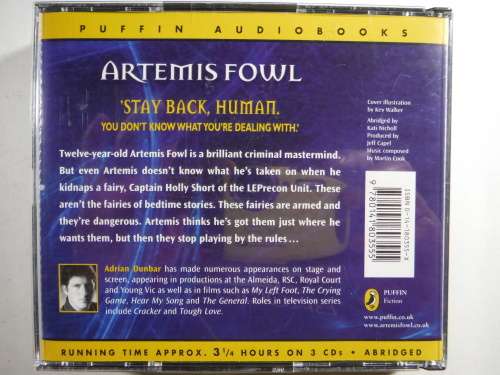 PUFFIN AUDIOBOOKS
ARTEMIS FOWL
'STAY BACK, HUMAN.
YOU DON'T KNOW WHAT YOU'RE DEALING WITH.'
Twelve-year-old Artemis Fowl is a brilliant criminal mastermind.
But even Artemis doesn't know what he's taken on when he
kidnaps a fairy, Captain Holly Short of the LEPrecon Unit. These
aren't the fairies of bedtime stories. These fairies are armed and
they're dangerous. Artemis thinks he's got them just where he
wants them, but then they stop playing by the rules ...
Adrian Dunbar has made numerous appearances on stage and
screen, appearing in productions at the Almeida, RSC, Royal Court
and Young Vic as well as in films such as My Left Foot, The Crying
Game, Hear My Song and The General. Roles in television series
include Cracker and Tough Love.
Cover illustration
by Kev Walker
Abridged by
Kati Nicholl
Produced by
Jeff Capel
Music composed
by Martin Cook
ISBN 0-14-180355-X
9780141803555
PUFFIN
Fiction
www.puffin.co.uk
www.artemisfowl.co.uk
RUNNING TIME APPROX. 3 1/4 HOURS ON 3 CDs • ABRIDGED